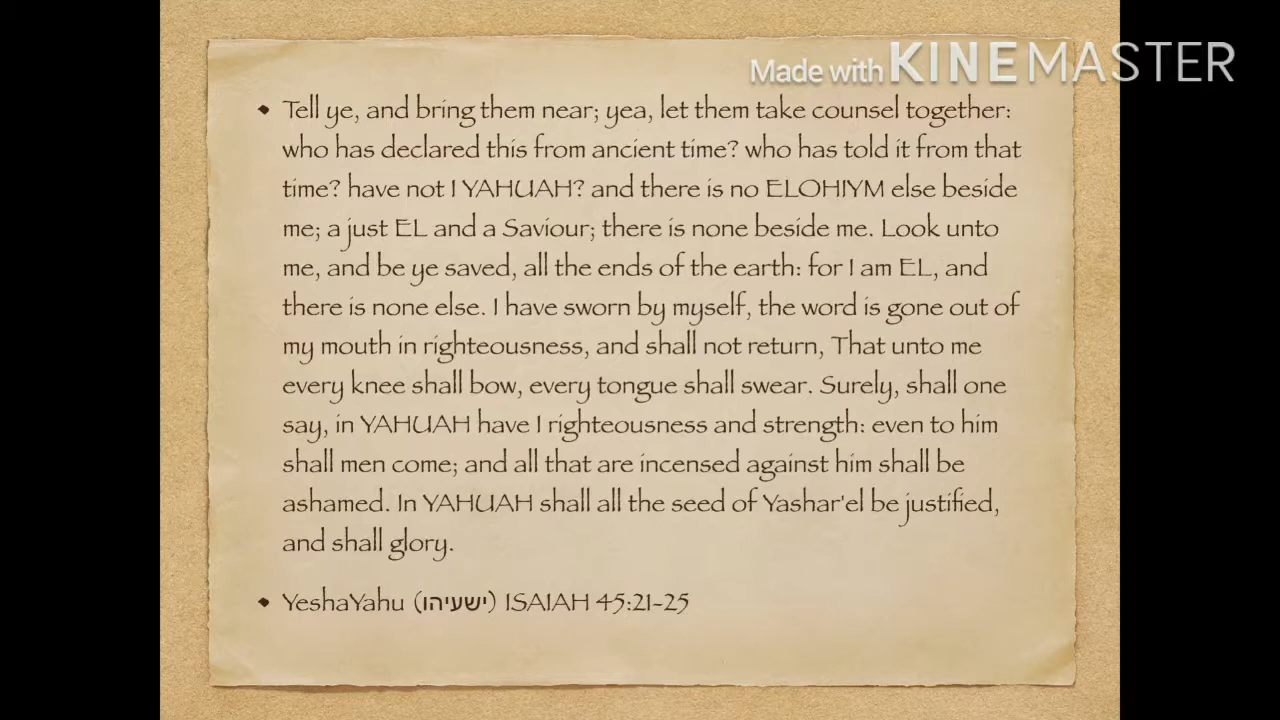 Made with KINEMASTER
• Tell ye, and bring them near; yea, let them take counsel together:
who has declared this from ancient time? who has told it from that
time? have not I YAHUAH? and there is no ELOHIYM else beside
me; a just EL and a Saviour; there is none beside me. Look unto
me, and be ye saved, all the ends of the earth: for I am EL, and
there is none else. I have sworn by myself, the word is gone out of
my mouth in righteousness, and shall not return, That unto me
every knee shall bow, every tongue shall swear. Surely, shall one
say, in YAHUAH have I righteousness and strength: even to him
shall men come; and all that are incensed against him shall be
ashamed. In YAHUAH shall all the seed of Yashar'el be justified,
and shall glory.
• YeshaYahu (ישעיהו) ISAIAH 45:21-25